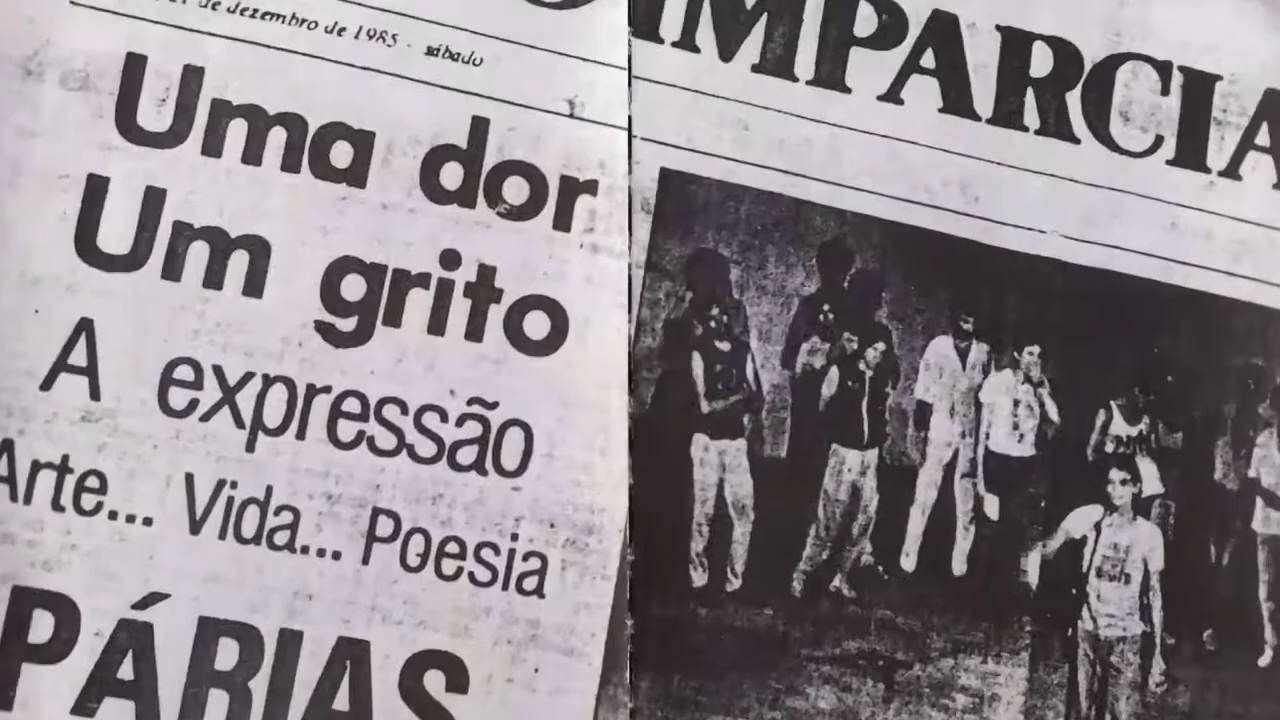 de dezembro de 1985 - sábado
Uma dor
Um grito
A expressão
Arte... Vida... Poesia
PÁRIAS
IMPARCIA